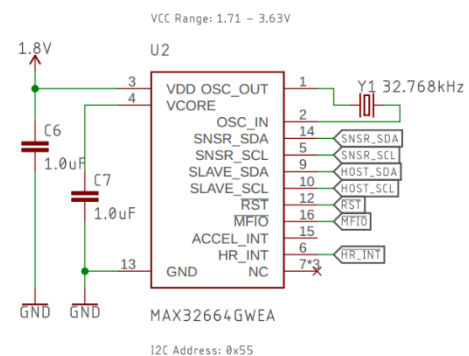 VCC Range: 1.71 – 3.63V
1.8V
U2
3 VDD OSC_OUT 1
Y1 32.768kHz
4 VCORE
OSC_IN 2
C6
SNSR_SDA 14 SNSR_SDA
1.0uF
SNSR_SCL 5 SNSR_SCL
C7
SLAVE_SDA 9 HOST_SDA
SLAVE_SCL 10 HOST_SCL
1.0uF
RST 12 RST
MFIO 16 MFIO
ACCEL_INT 15
HR_INT 6 HR_INT
13 GND NC 7*3
GND GND
MAX32664GWEA
I2C Address: 0x55